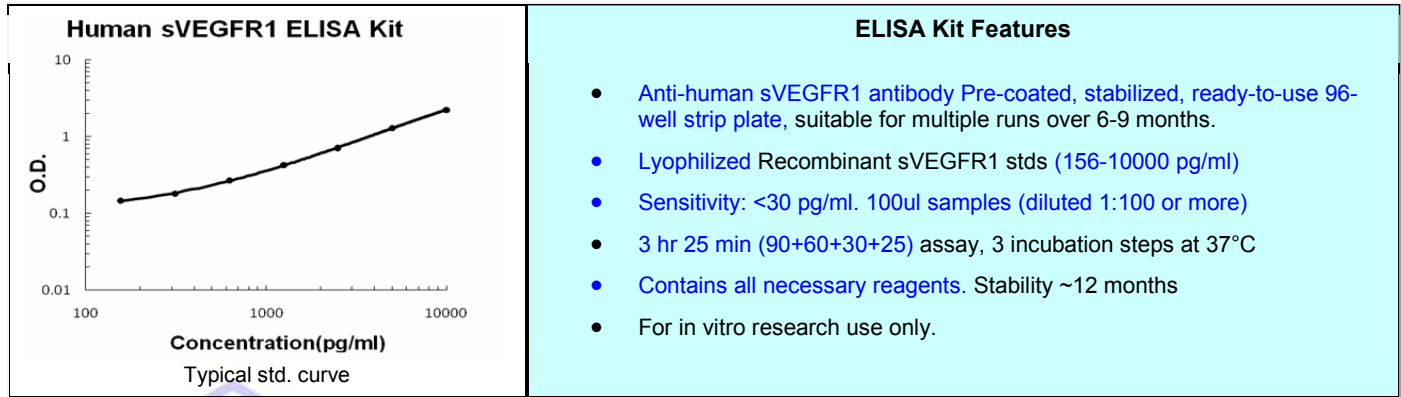 Human sVEGFR1 ELISA Kit
10
1
0.1
0.01
O.D.
100
1000
10000
Concentration(pg/ml)
Typical std. curve
ELISA Kit Features
• Anti-human sVEGFR1 antibody Pre-coated, stabilized, ready-to-use 96-
well strip plate, suitable for multiple runs over 6-9 months.
• Lyophilized Recombinant sVEGFR1 stds (156-10000 pg/ml)
• Sensitivity: <30 pg/ml. 100ul samples (diluted 1:100 or more)
• 3 hr 25 min (90+60+30+25) assay, 3 incubation steps at 37°C
• Contains all necessary reagents. Stability ~12 months
• For in vitro research use only.